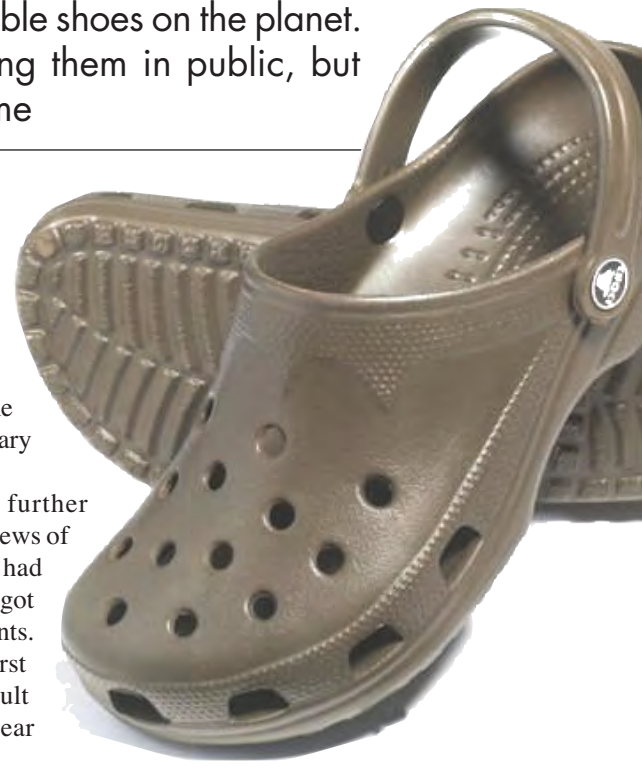 ble shoes on the planet.
ng them in public, but
ne
e
ary
further
ews of
had
got
nts.
rst
ult
ear